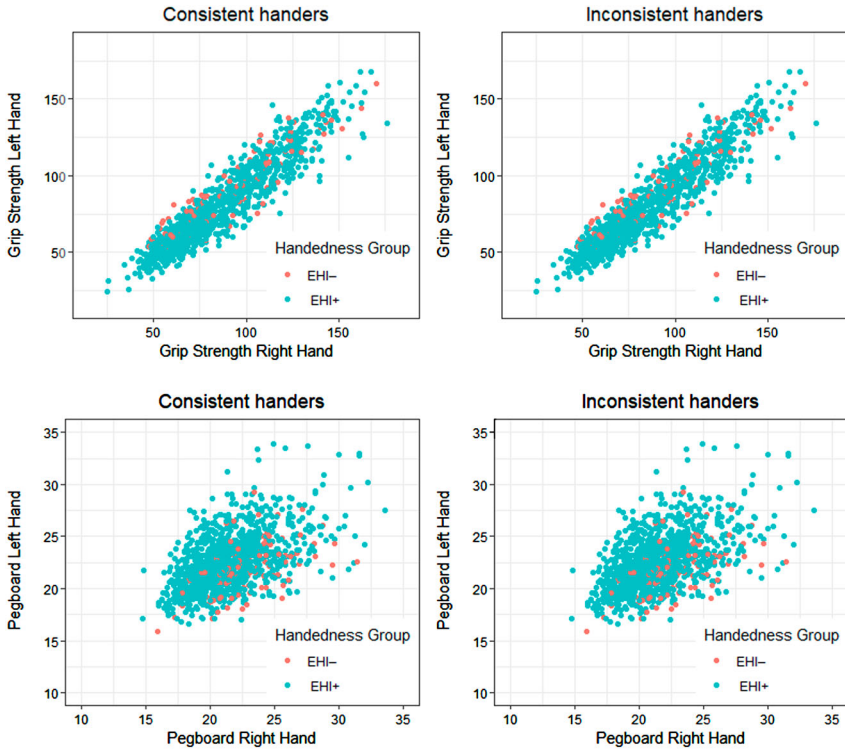 Consistent handers
Inconsistent handers
Grip Strength Left Hand
150
100
50
Handedness Group
EHI–
EHI+
50 100 150
Grip Strength Right Hand
Grip Strength Left Hand
150
100
50
Handedness Group
EHI–
EHI+
50 100 150
Grip Strength Right Hand
Consistent handers
Inconsistent handers
Pegboard Left Hand
35
30
25
20
15
10
Handedness Group
EHI–
EHI+
10 15 20 25 30 35
Pegboard Right Hand
Pegboard Left Hand
35
30
25
20
15
10
Handedness Group
EHI–
EHI+
10 15 20 25 30 35
Pegboard Right Hand